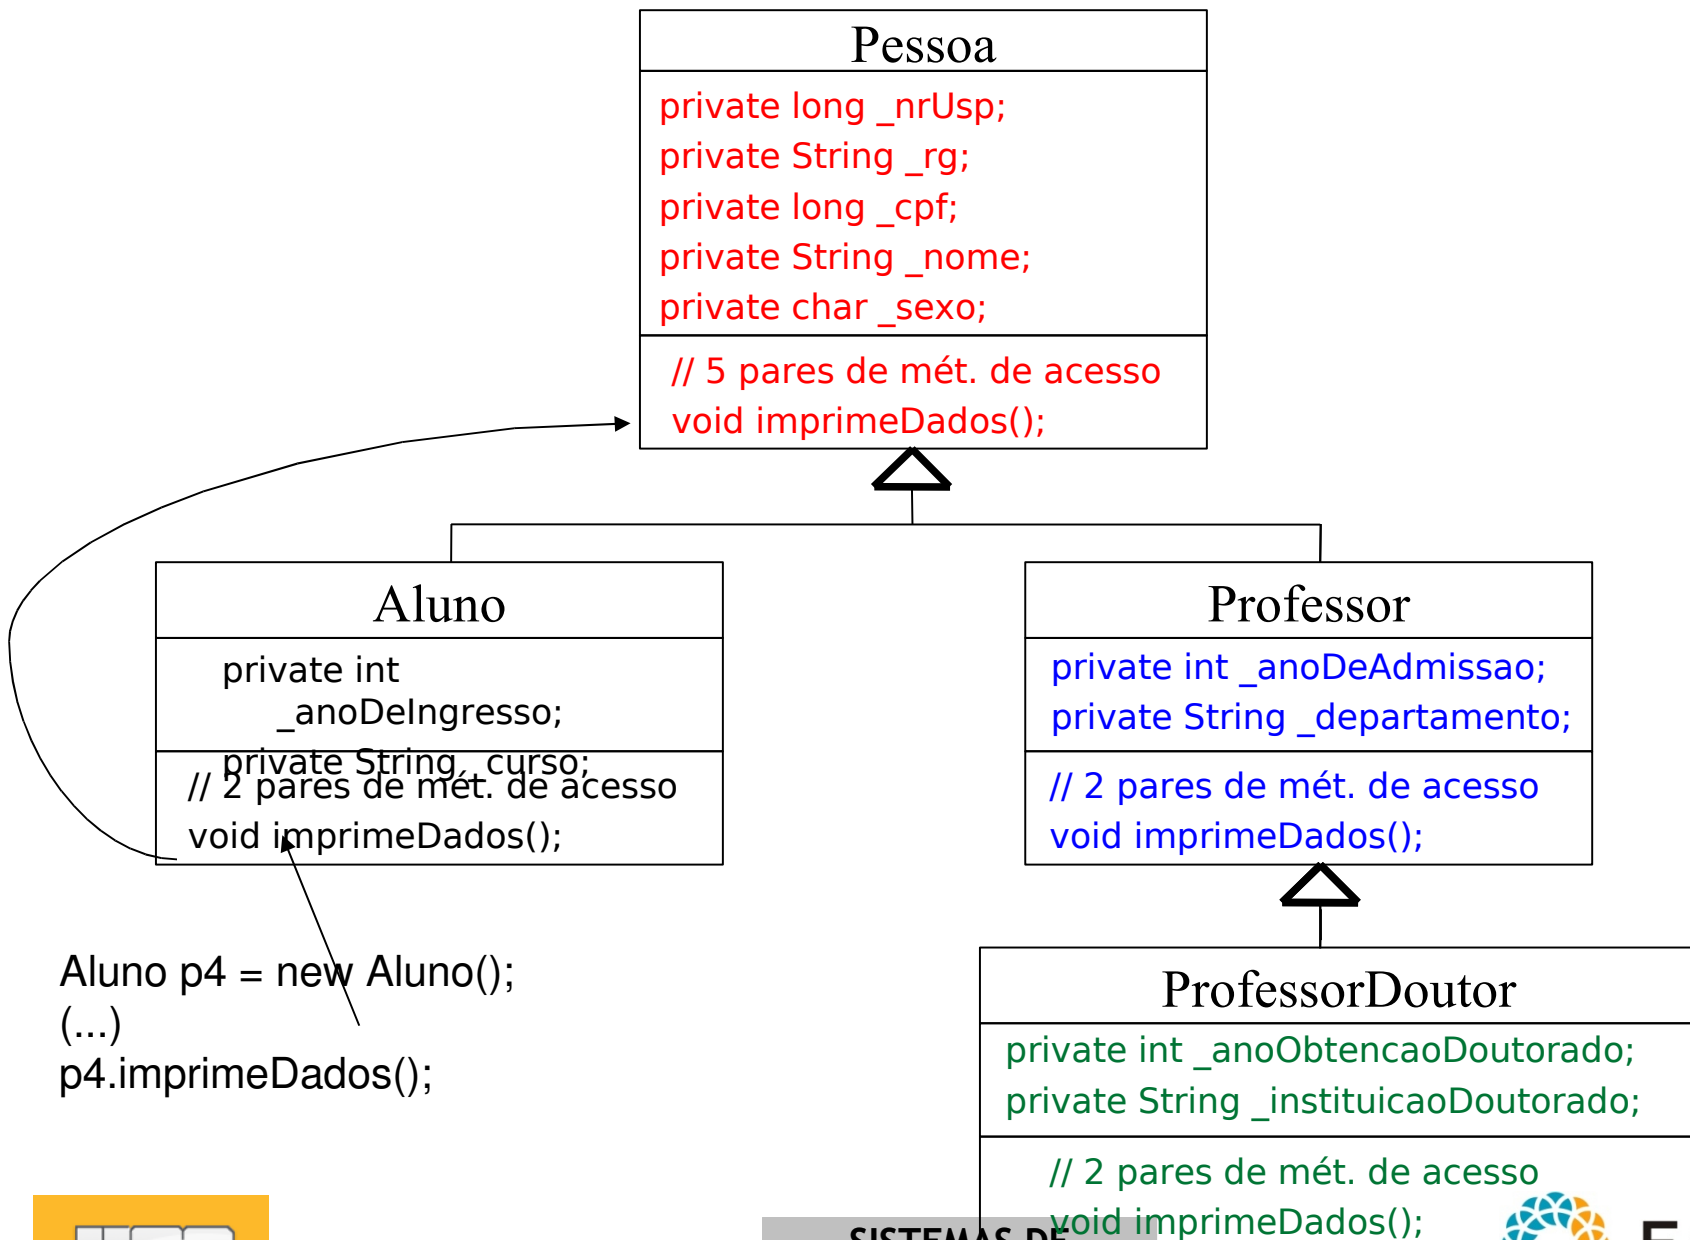 Pessoa
private long _nrUsp;
private String _rg;
private long _cpf;
private String _nome;
private char _sexo;
// 5 pares de mét. de acesso
void imprimeDados();
Aluno
private int
_anoDeIngresso;
private String _curso;
// 2 pares de mét. de acesso
void imprimeDados();
Professor
private int _anoDeAdmissao;
private String _departamento;
// 2 pares de mét. de acesso
void imprimeDados();
Aluno p4 = new Aluno();
(...)
p4.imprimeDados();
ProfessorDoutor
private int _anoObtencaoDoutorado;
private String _instituicaoDoutorado;
// 2 pares de mét. de acesso
void imprimeDados();
SISTEMAS DE